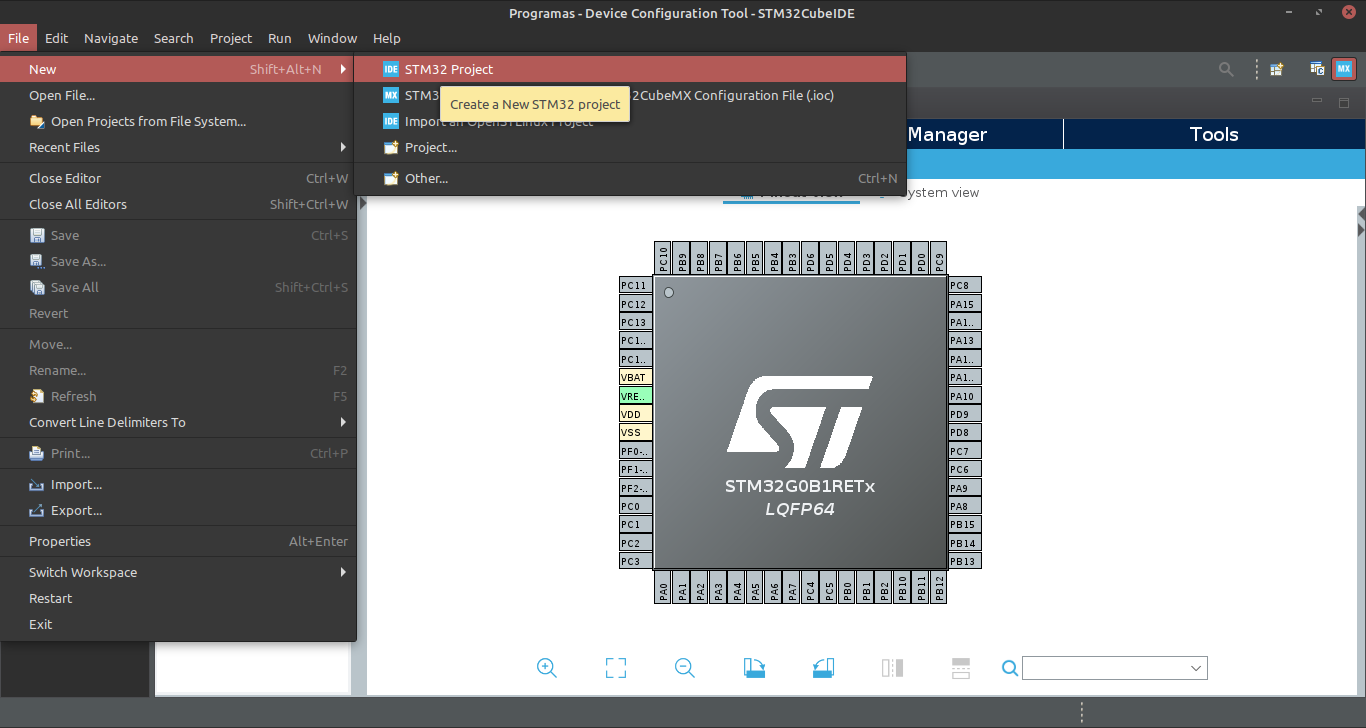 Programas - Device Configuration Tool - STM32CubeIDE
File Edit Navigate Search Project Run Window Help
New Shift+Alt+N
Open File...
Open Projects from File System...
Recent Files
Close Editor Ctrl+W
Close All Editors Shift+Ctrl+W
Save Ctrl+S
Save As...
Save All Shift+Ctrl+S
Revert
Move...
Rename... F2
Refresh F5
Convert Line Delimiters To
Print... Ctrl+P
Import...
Export...
Properties Alt+Enter
Switch Workspace
Restart
Exit
IDE STM32 Project
MX STM3 2CubeMX Configuration File (.ioc)
Create a New STM32 project
IDE Import an OpenSTLinux Project
Project...
Other... Ctrl+N
MX
Manager Tools
System view
PC10 PB9 PB8 PB7 PB6 PB5 PB4 PB3 PD6 PD5 PD4 PD3 PD2 PD1 PD0 PC9
PC11
PC12
PC13
PC1..
PC1..
VBAT
VRE..
VDD
VSS
PF0-..
PF1-..
PF2-..
PC0
PC1
PC2
PC3
ST
STM32G0B1RETx
LQFP64
PC8
PA15
PA1..
PA13
PA1..
PA1..
PA10
PD9
PD8
PC7
PC6
PA9
PA8
PB15
PB14
PB13
PA0 PA1 PA2 PA3 PA4 PA5 PA6 PA7 PC4 PC5 PB0 PB1 PB2 PB10 PB11 PB12